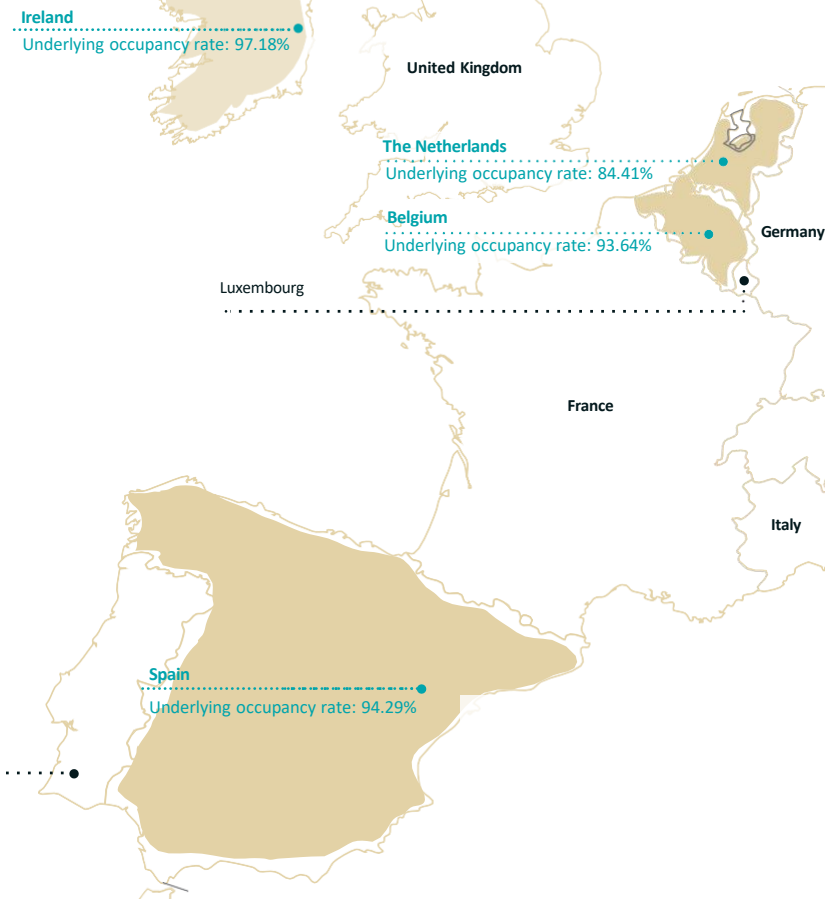 Ireland
Underlying occupancy rate: 97.18%
United Kingdom
The Netherlands
Underlying occupancy rate: 84.41%
Belgium
Underlying occupancy rate: 93.64%
Germany
Luxembourg
France
Italy
Spain
Underlying occupancy rate: 94.29%